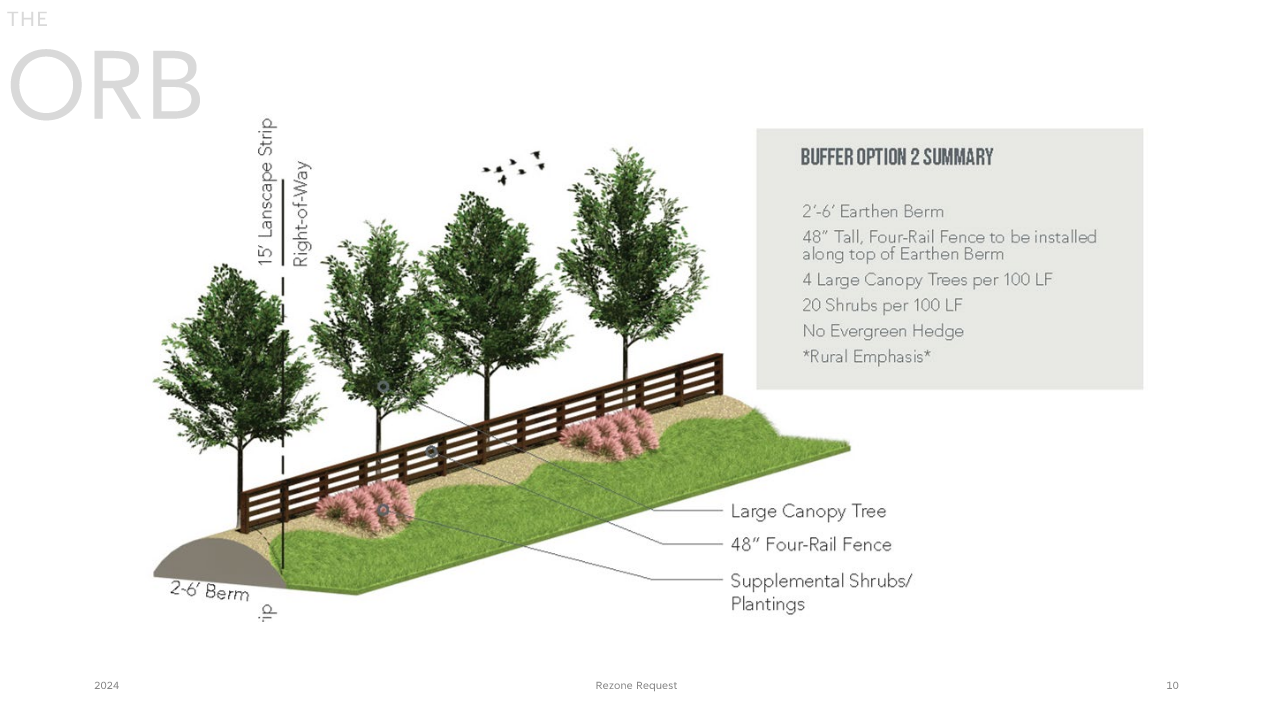 THE
ORB
15’ Lanscape Strip
Right-of-Way
BUFFER OPTION 2 SUMMARY
2’-6’ Earthen Berm
48” Tall, Four-Rail Fence to be installed
along top of Earthen Berm
4 Large Canopy Trees per 100 LF
20 Shrubs per 100 LF
No Evergreen Hedge
*Rural Emphasis*
Large Canopy Tree
48” Four-Rail Fence
Supplemental Shrubs/
Plantings
2-6’ Berm
ip
2024
Rezone Request
10